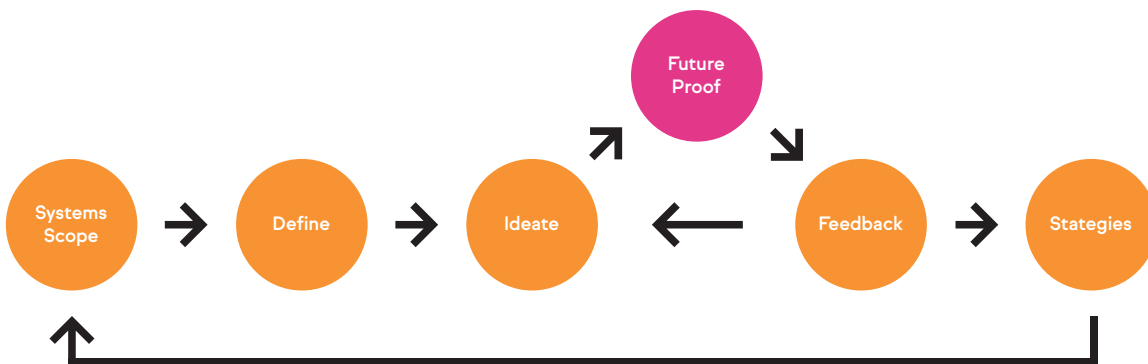 Future
Proof
Systems
Scope
Define
Ideate
Feedback
Stategies